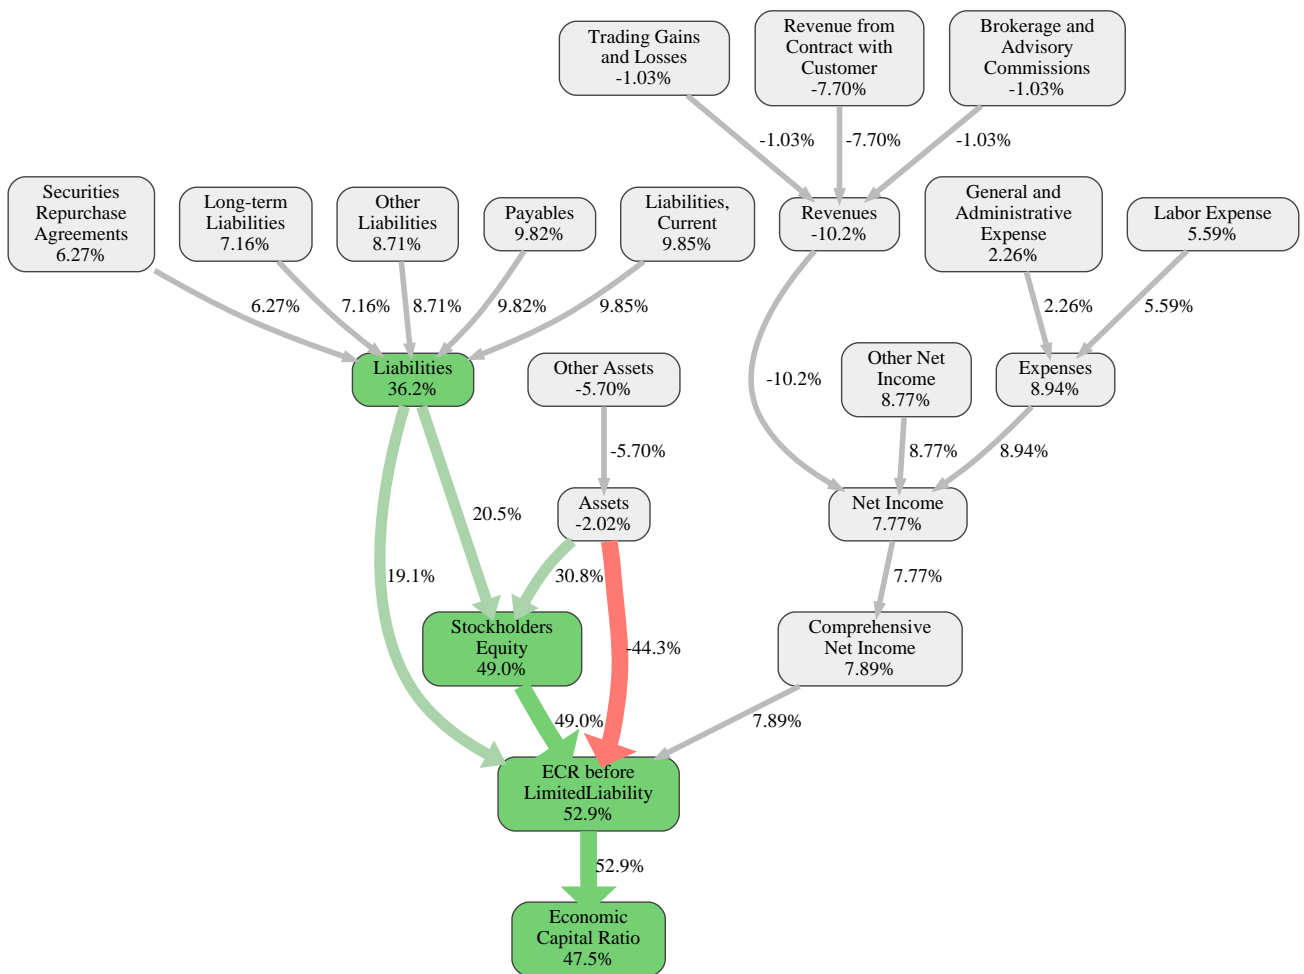 Trading Gains
and Losses
-1.03%
Revenue from
Contract with
Customer
-7.70%
Brokerage and
Advisory
Commissions
-1.03%
-1.03%
-7.70%
-1.03%
Securities
Repurchase
Agreements
6.27%
Long-term
Liabilities
7.16%
Other
Liabilities
8.71%
Payables
9.82%
Liabilities,
Current
9.85%
Revenues
-10.2%
General and
Administrative
Expense
2.26%
Labor Expense
5.59%
6.27%
7.16%
8.71%
9.82%
9.85%
2.26%
5.59%
Liabilities
36.2%
Other Assets
-5.70%
-10.2%
Other Net
Income
8.77%
Expenses
8.94%
-5.70%
8.77%
8.94%
20.5%
Assets
-2.02%
Net Income
7.77%
19.1%
30.8%
7.77%
Stockholders
Equity
49.0%
-44.3%
Comprehensive
Net Income
7.89%
49.0%
7.89%
ECR before
LimitedLiability
52.9%
52.9%
Economic
Capital Ratio
47.5%